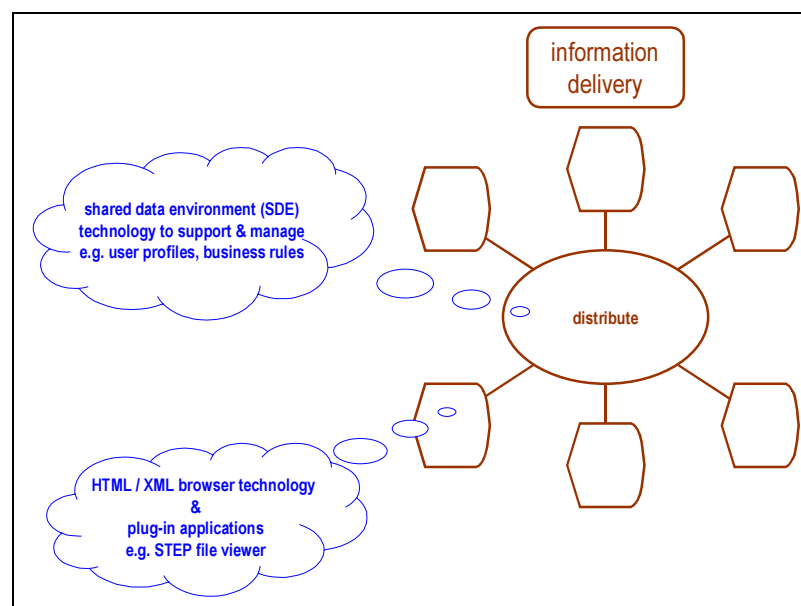 information
delivery
shared data environment (SDE)
technology to support & manage
e.g. user profiles, business rules
distribute
HTML / XML browser technology
&
plug-in applications
e.g. STEP file viewer